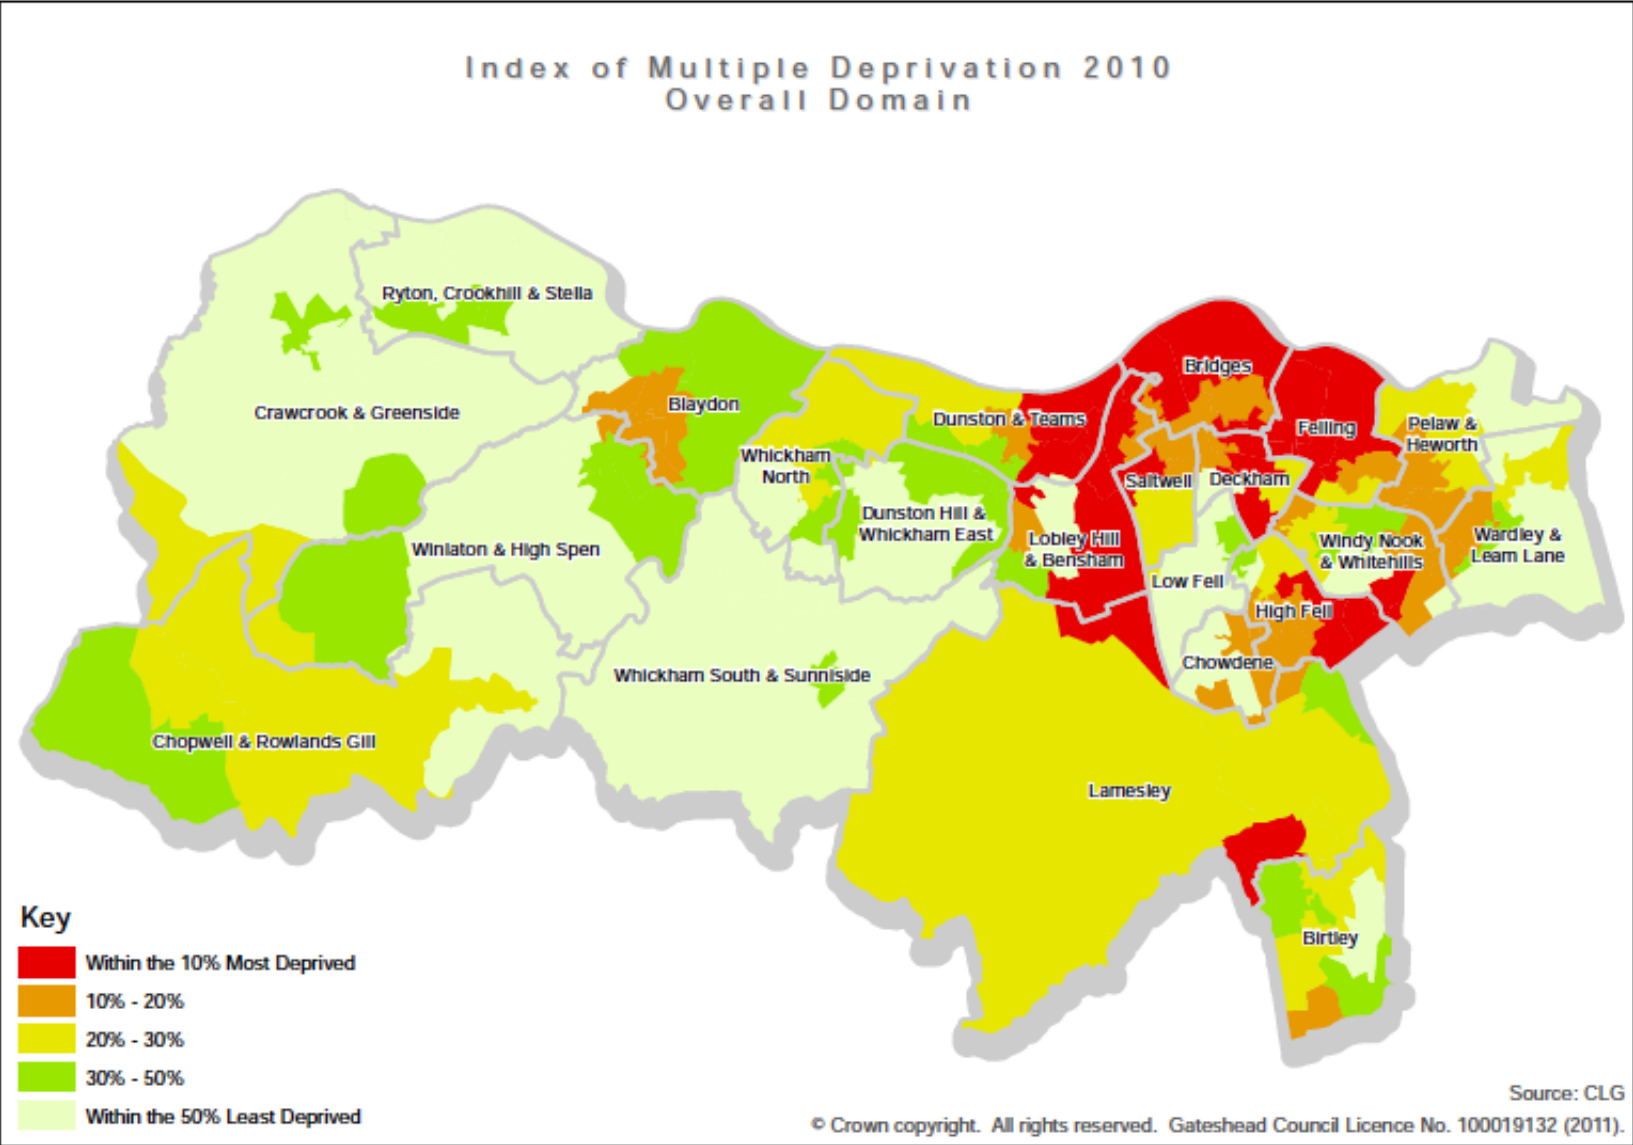 Index of Multiple Deprivation 2010
Overall Domain
Ryton, Crookhill & Stella
Crawcrook & Greenside
Blaydon
Bridges
Dunston & Teams
Felling
Pelaw &
Heworth
Whickham
North
Saltwell
Deckham
Dunston Hill &
Whickham East
Lobley Hill
& Bensham
Windy Nook
& Whitehills
Wardley &
Leam Lane
Winlaton & High Spen
Low Fell
High Fell
Chowdene
Whickham South & Sunniside
Chopwell & Rowlands Gill
Lamesley
Birtley
Key
Within the 10% Most Deprived
10% - 20%
20% - 30%
30% - 50%
Within the 50% Least Deprived
Source: CLG
© Crown copyright. All rights reserved. Gateshead Council Licence No. 100019132 (2011).